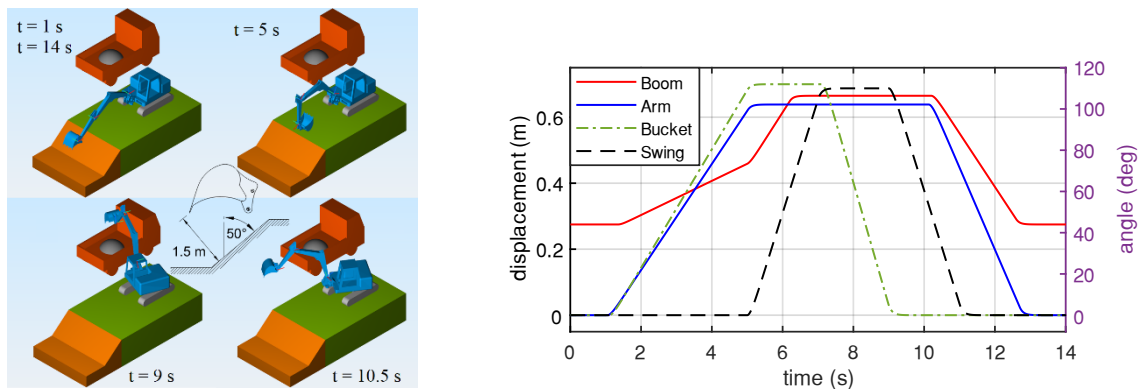 t = 1 s
t = 14 s
t = 5 s
1.5 m
50°
t = 9 s
t = 10.5 s
Boom
Arm
Bucket
Swing
displacement (m)
0.6
0.4
0.2
0
0 2 4 6 8 10 12 14
time (s)
120
100
80
60
40
20
0
angle (deg)